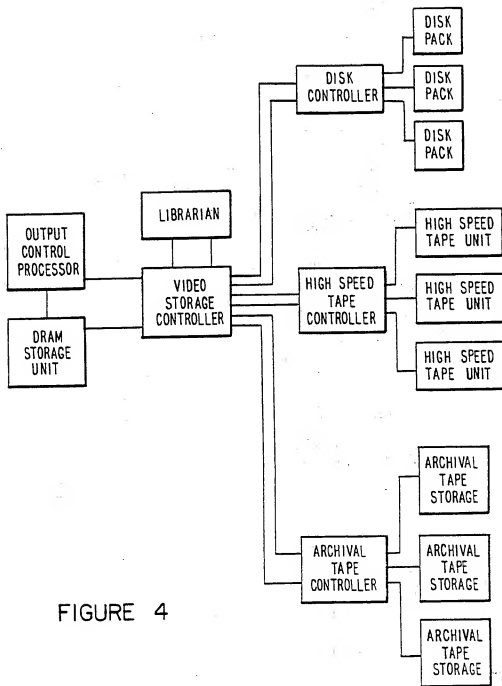 DISK
PACK
DISK
CONTROLLER
DISK
PACK
DISK
PACK
LIBRARIAN
OUTPUT
CONTROL
PROCESSOR
VIDEO
STORAGE
CONTROLLER
DRAM
STORAGE
UNIT
HIGH SPEED
TAPE CONTROLLER
HIGH SPEED
TAPE UNIT
HIGH SPEED
TAPE UNIT
HIGH SPEED
TAPE UNIT
ARCHIVAL
TAPE
CONTROLLER
ARCHIVAL
TAPE
STORAGE
ARCHIVAL
TAPE
STORAGE
ARCHIVAL
TAPE
STORAGE
FIGURE 4